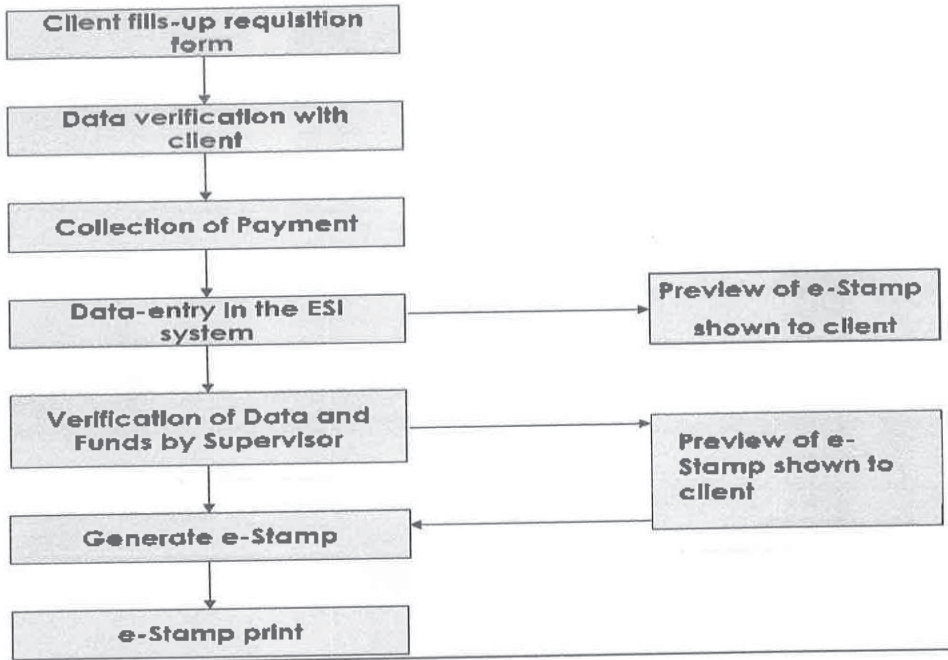 Client fills-up requisition
form
Data verification with
client
Collection of Payment
Data-entry in the ESI
system
Preview of e-Stamp
shown to client
Verification of Data and
Funds by Supervisor
Preview of e-
Stamp shown to
client
Generate e-Stamp
e-Stamp print